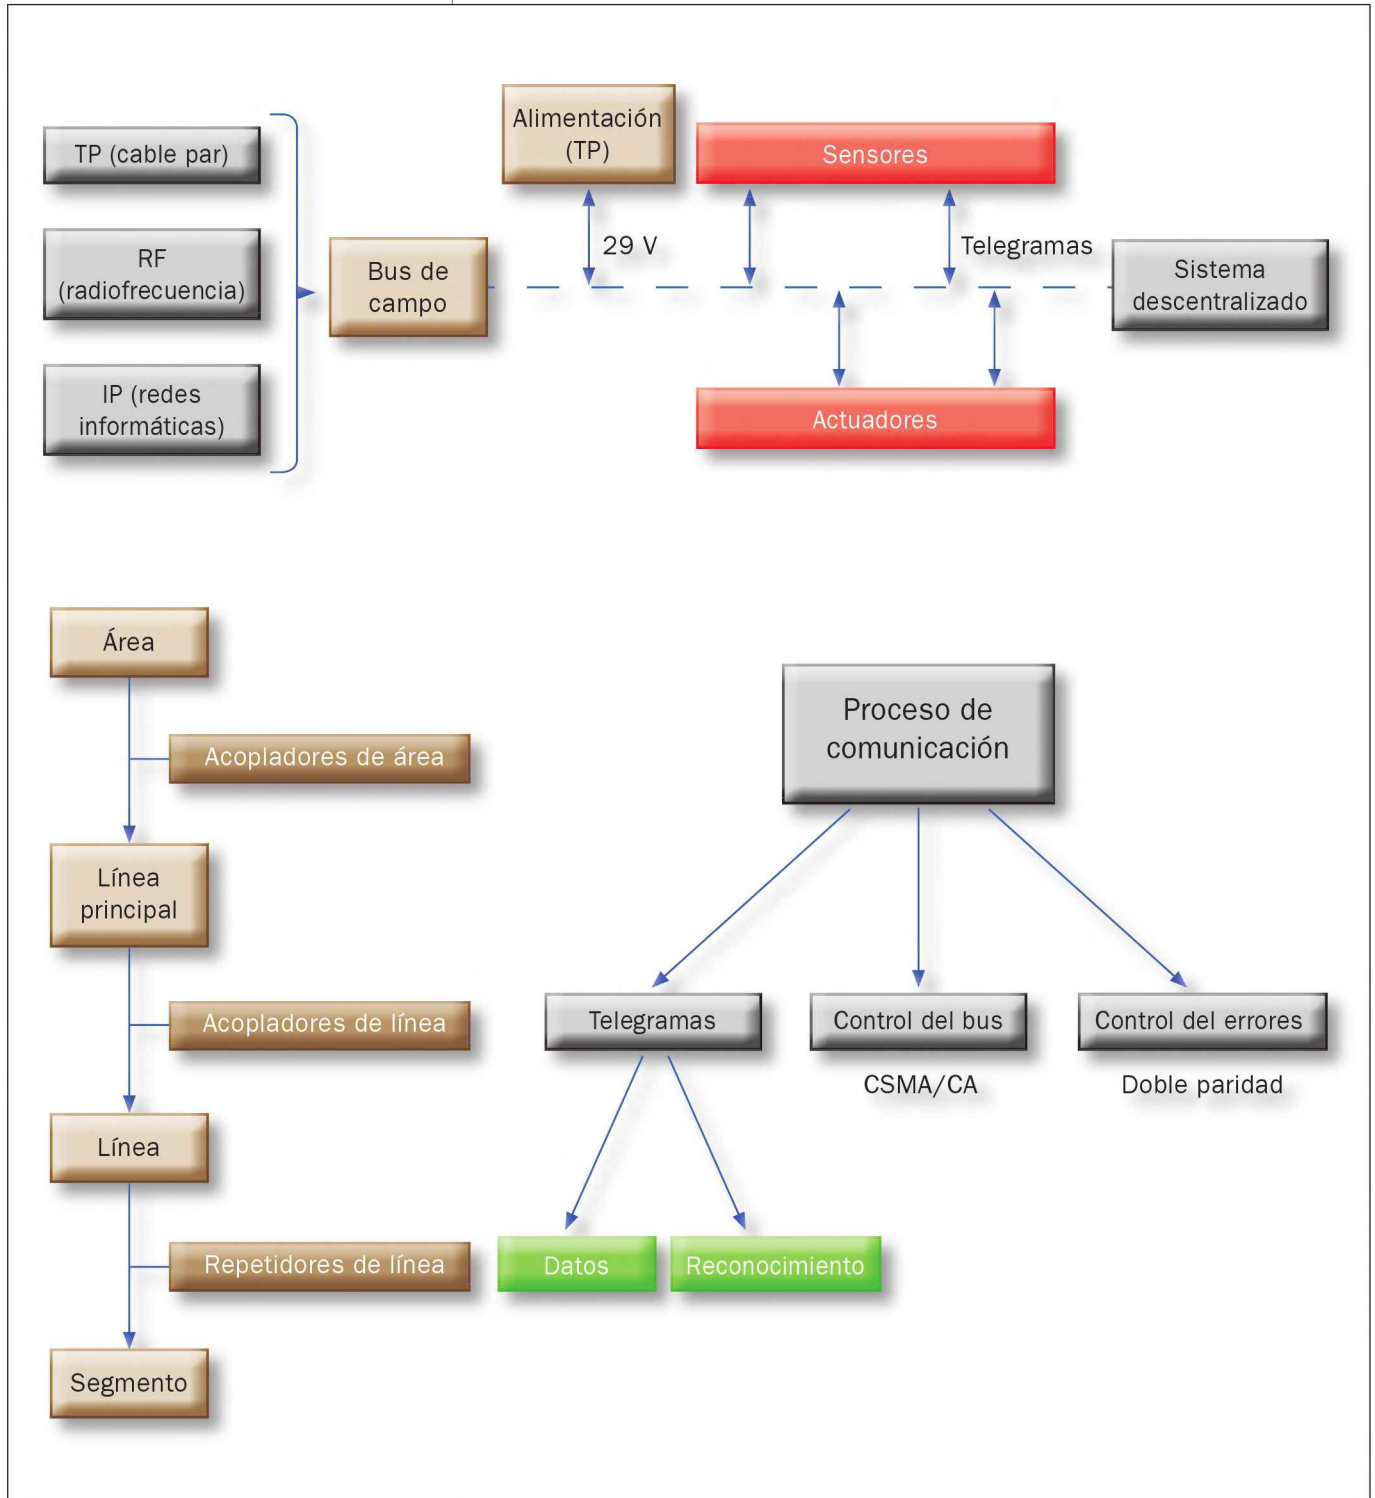 TP (cable par)
RF
(radiofrecuencia)
IP (redes
informáticas)
Bus de
campo
Alimentación
(TP)
29 V
Sensores
Telegramas
Actuadores
Sistema
descentralizado
Área
Acopladores de área
Línea
principal
Acopladores de línea
Línea
Repetidores de línea
Segmento
Proceso de
comunicación
Telegramas
Control del bus
Control del errores
CSMA/CA
Doble paridad
Datos
Reconocimiento